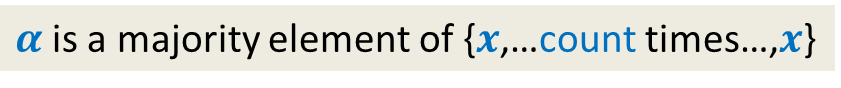 α is a majority element of {x,...count times...,x}